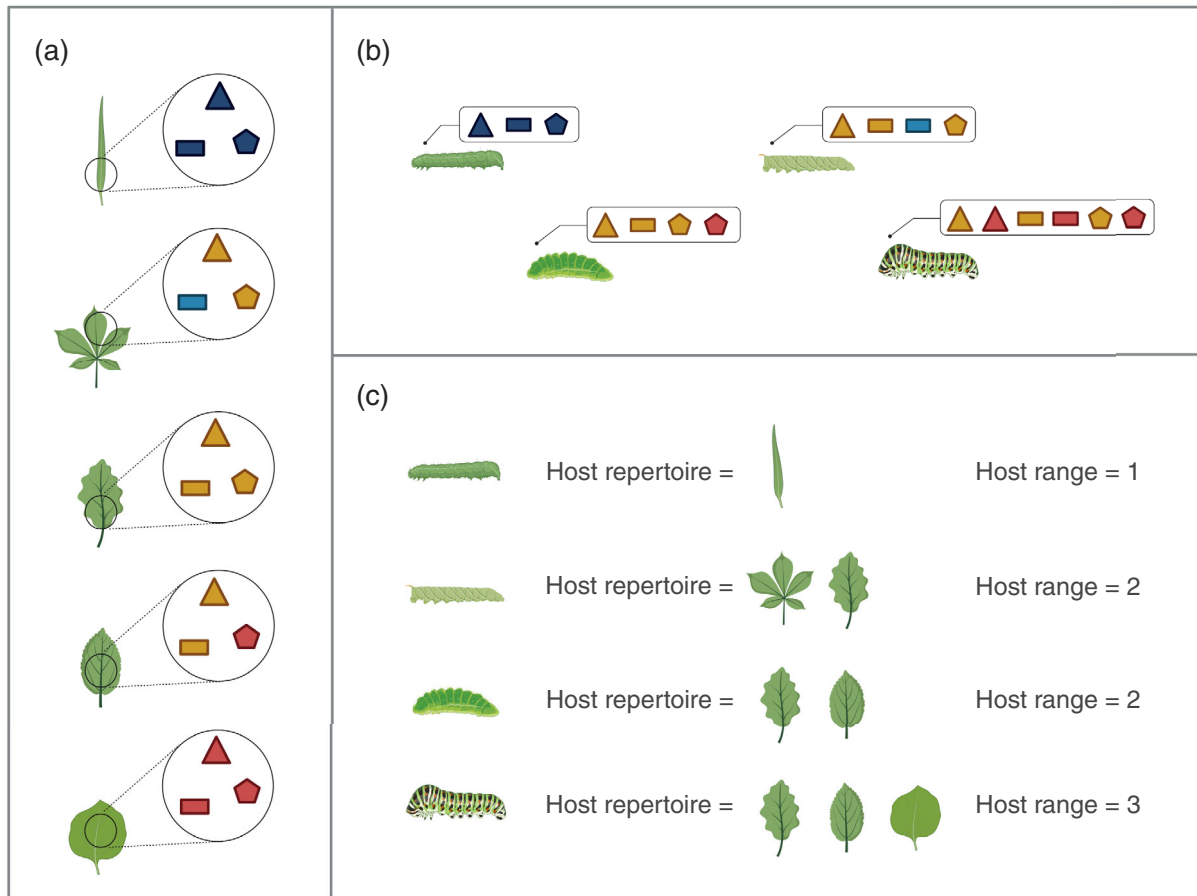 (a)
(b)
(c)
Host repertoire = Host range = 1
Host repertoire = Host range = 2
Host repertoire = Host range = 2
Host repertoire = Host range = 3